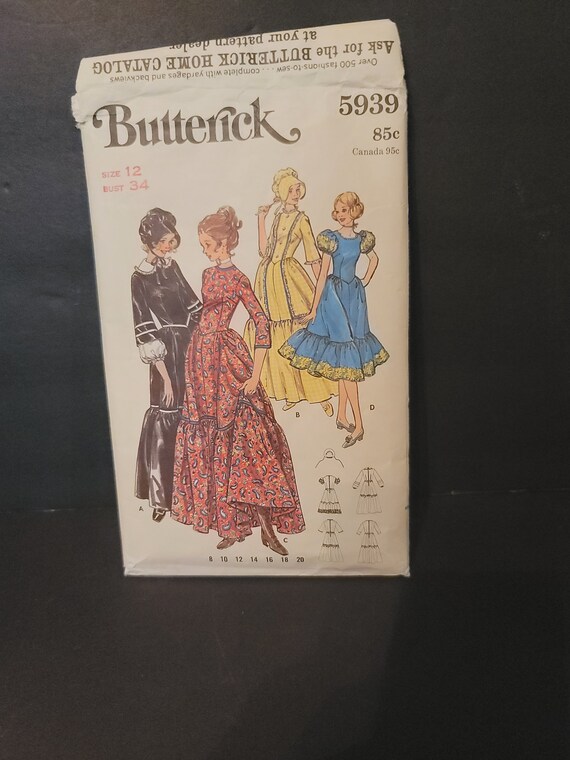 Over 500 fashions-to-sew .... complete with yardages and backviews
Ask for the BUTTERICK HOME CATALOG
at your pattern dealer
Butterick
5939
85c
Canada 95c
SIZE 12
BUST 34
A
B
C
D
8 10 12 14 16 18 20